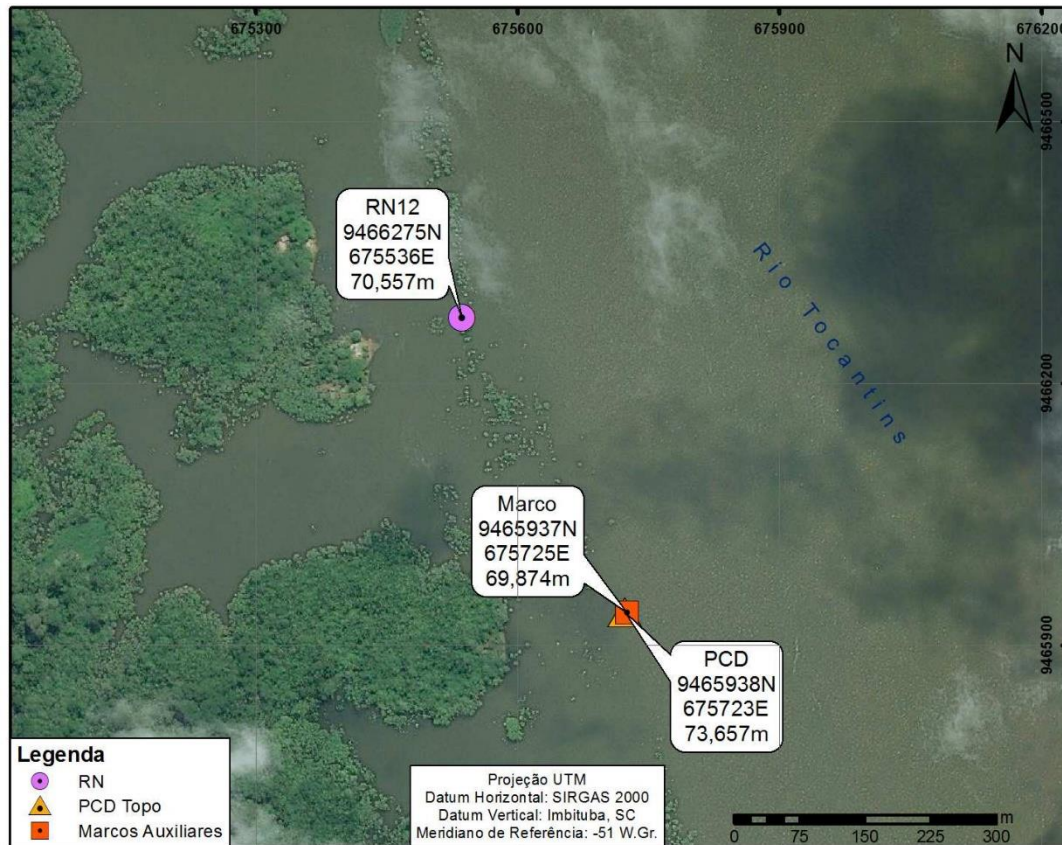 675300
675600
675900
676200
N
9466500
RN12
9466275N
675536E
70,557m
Rio Tocantins
9466200
Marco
9465937N
675725E
69,874m
9465900
PCD
9465938N
675723E
73,657m
Legenda
RN
PCD Topo
Marcos Auxiliares
Projeção UTM
Datum Horizontal: SIRGAS 2000
Datum Vertical: Imbituba, SC
Meridiano de Referência: -51 W.Gr.
m
0 37,5 75 150 225 300